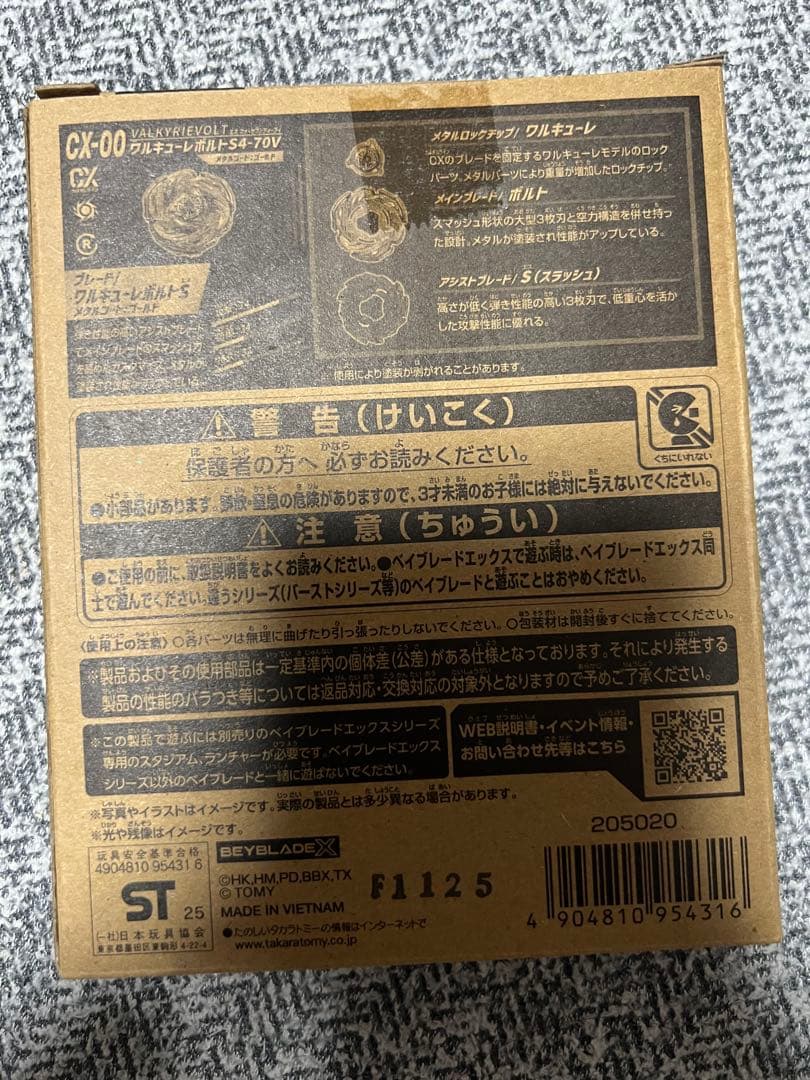 CX-00
VALKYRIEVOLT
ワルキューレボルトS4-70V
メタルコート:ゴールド
CX
R
ブレード/
ワルキューレボルトS
メタルコート:ゴールド
メタルロックチップ/ ワルキューレ
CXのブレードを固定するワルキューレモデルのロック
パーツ。メタルパーツにより重量が増加したロックチップ。
メインブレード/ ボルト
スマッシュ形状の大型3枚刃と空力構造を併せ持っ
た設計。メタルが塗装され性能がアップしている。
アシストブレード/ S(スラッシュ)
高さが低く弾き性能の高い3枚刃で、低重心を活か
した攻撃性能に優れる。
使用により塗装が剥がれることがあります。
警告(けいこく)
保護者の方へ 必ずお読みください。
くちにいれない
●小部品があります。誤飲・窒息の危険がありますので、3才未満のお子様には絶対に与えないでください。
注意(ちゅうい)
●ご使用の前に、取扱説明書をよくお読みください。●ベイブレードエックスで遊ぶ時は、ベイブレードエックス同
士で遊んでください。違うシリーズ(バーストシリーズ等)のベイブレードと遊ぶことはおやめください。
〈使用上の注意〉○各パーツは無理に曲げたり引っ張ったりしないでください。○包装材は開封後すぐに捨ててください。
※製品およびその使用部品は一定基準内の個体差(公差)がある仕様となっております。それにより発生する
製品の性能のバラつき等については返品対応・交換対応の対象外となりますので予めご了承ください。
※この製品で遊ぶには別売りのベイブレードエックスシリーズ
専用のスタジアム、ランチャーが必要です。ベイブレードエックス
シリーズ以外のベイブレードと一緒に遊ばないでください。
WEB説明書・イベント情報・
お問い合わせ先等はこちら
※写真やイラストはイメージです。実際の製品とは多少異なる場合があります。
※光や残像はイメージです。
玩具安全基準合格
4904810 95431 6
ST 25
(一社)日本玩具協会
東京都墨田区東駒形4-22-4
BEYBLADE X
©HK,HM,PD,BBX,TX
© TOMY
MADE IN VIETNAM
●たのしいタカラトミーの情報はインターネットで
www.takaratomy.co.jp
F1125
205020
4 904810 954316